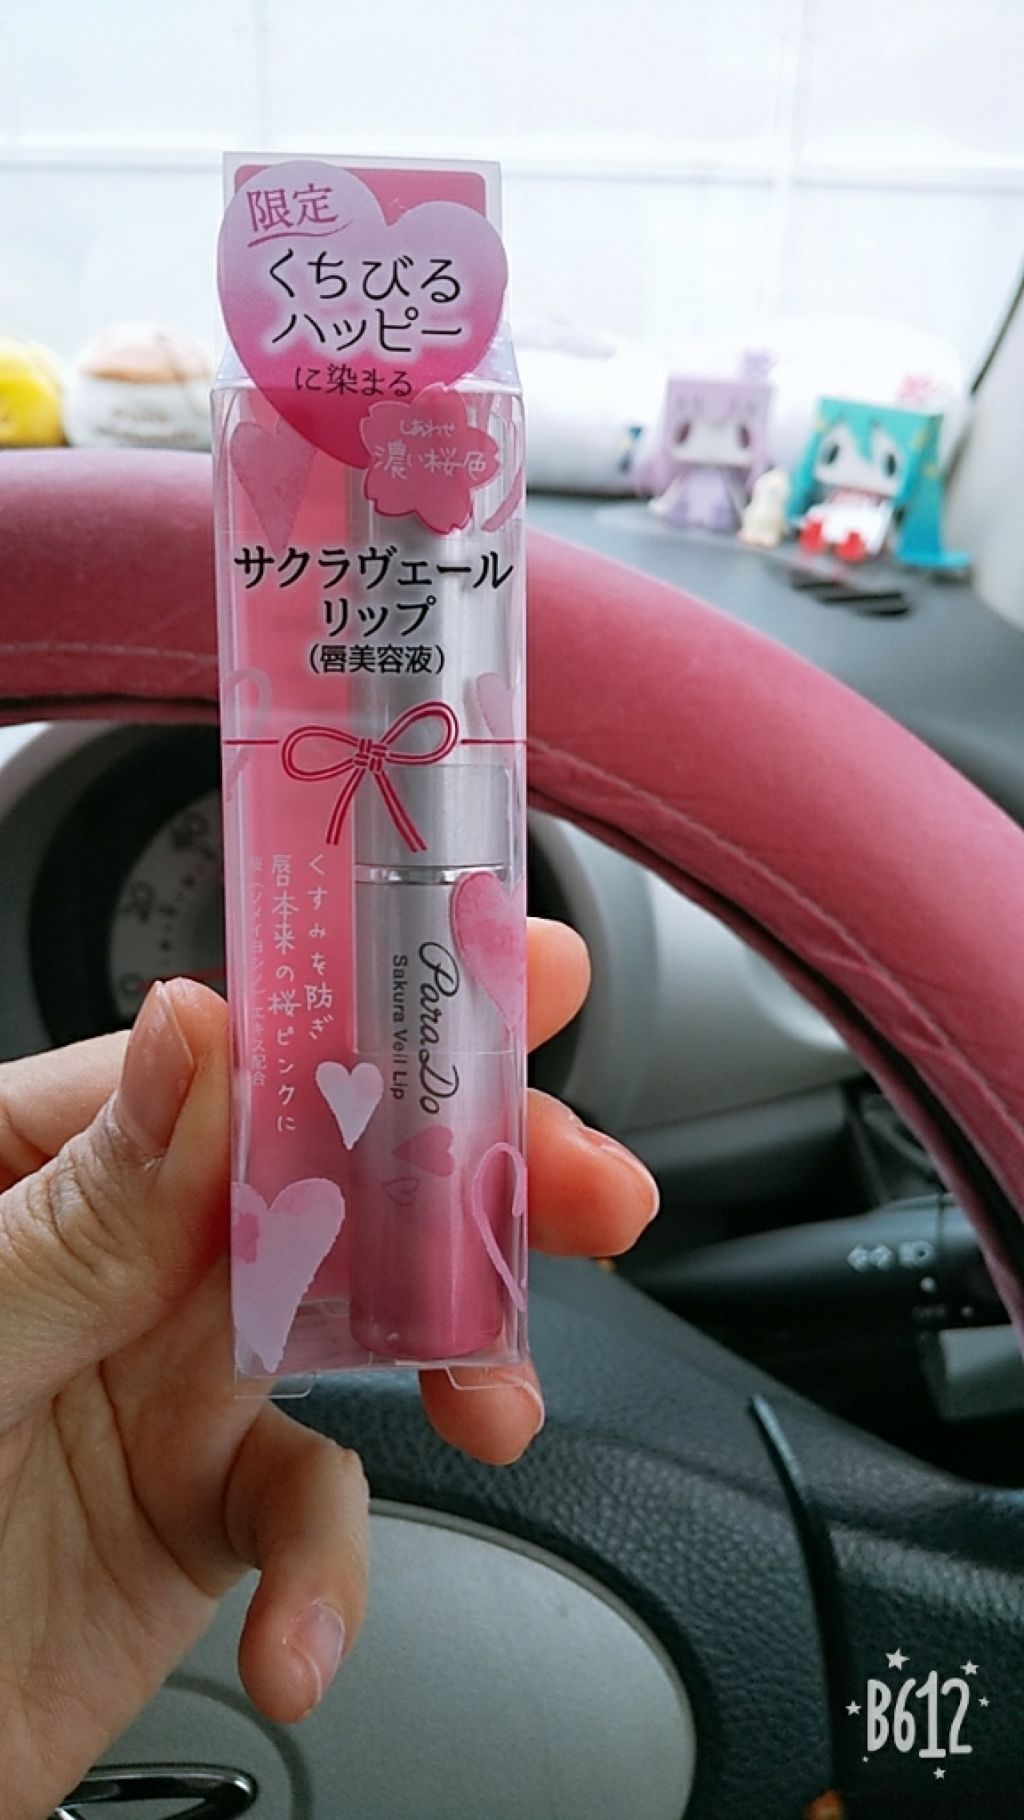 限定
くちびる
ハッピー
に染まる
しあわせ
濃い桜色
サクラヴェール
リップ
(唇美容液)
くすみを防ぎ
唇本来の桜ピンクに
桜(ソメイヨシノ)エキス配合
ParaDo
Sakura Veil Lip
OFF
B612